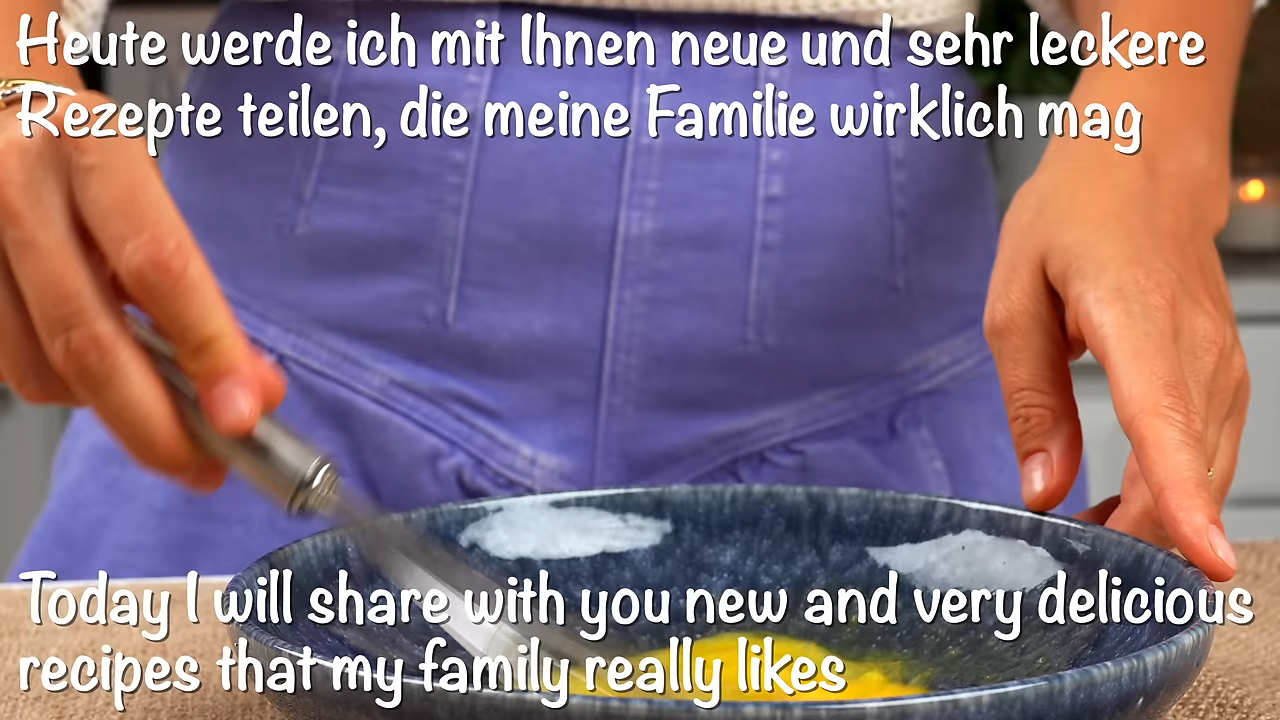 Heute werde ich mit Ihnen neue und sehr leckere
Rezepte teilen, die meine Familie wirklich mag
Today I will share with you new and very delicious
recipes that my family really likes